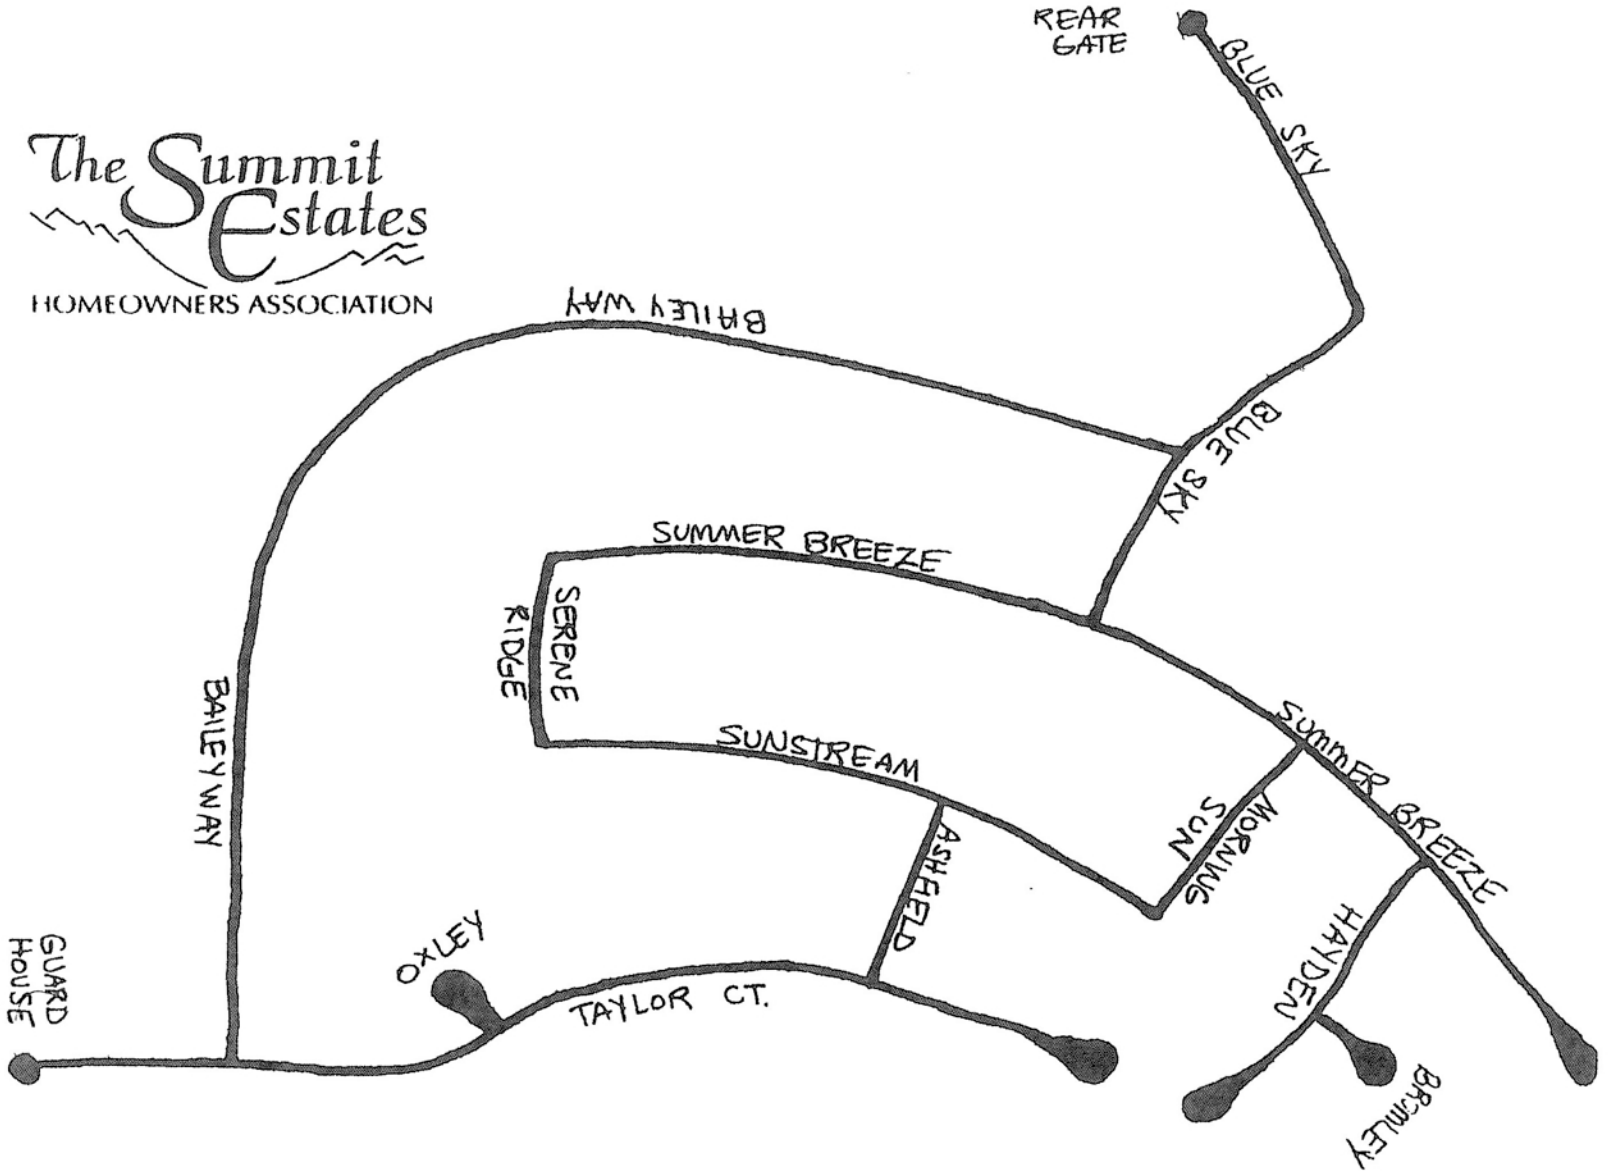 REAR
GATE
BLUE SKY
The Summit
Estates
HOMEOWNERS ASSOCIATION
BAILEY WAY
BLUE SKY
SUMMER BREEZE
SERENE
RIDGE
BAILEY WAY
SUNSTREAM
SUMMER BREEZE
MORNING
SUN
ASHFIELD
HAYDEN
OXLEY
GUARD
HOUSE
TAYLOR CT.
BROMLEY